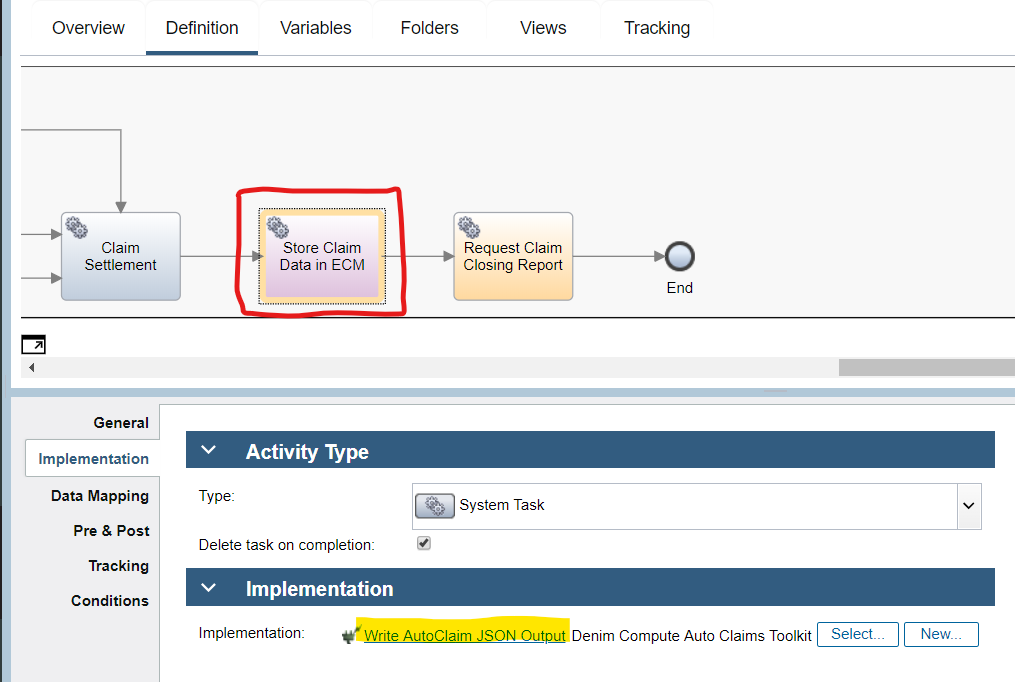 Overview Definition Variables Folders Views Tracking
Claim
Settlement
Store Claim
Data in ECM
Request Claim
Closing Report
End
General
Implementation
Data Mapping
Pre & Post
Tracking
Conditions
Activity Type
Type: System Task
Delete task on completion:
Implementation
Implementation: Write AutoClaim JSON Output Denim Compute Auto Claims Toolkit Select... New...